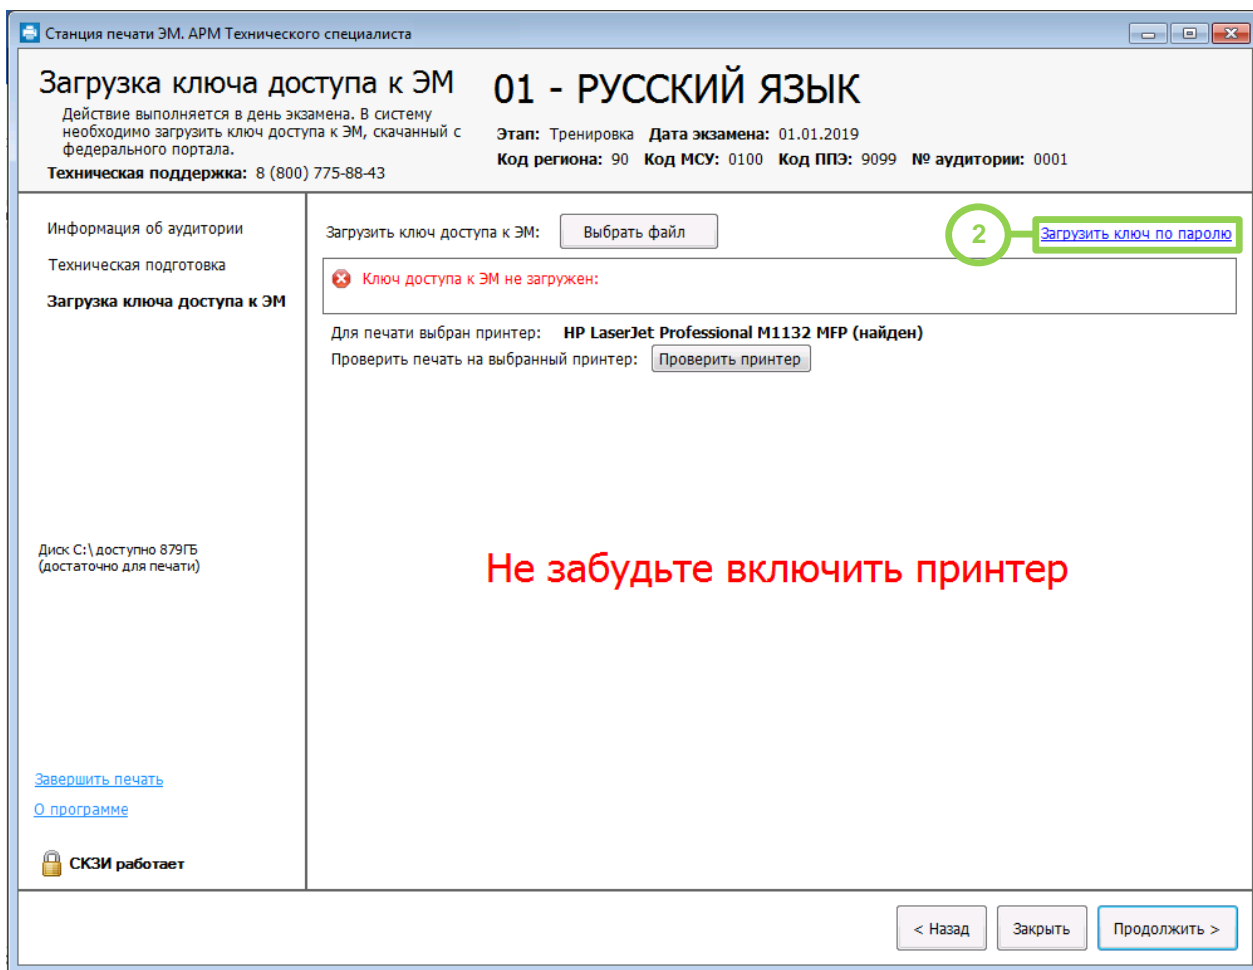 Станция печати ЭМ. АРМ Технического специалиста
Загрузка ключа доступа к ЭМ
Действие выполняется в день экзамена. В систему
необходимо загрузить ключ доступа к ЭМ, скачанный с
федерального портала.
Техническая поддержка: 8 (800) 775-88-43
01 - РУССКИЙ ЯЗЫК
Этап: Тренировка Дата экзамена: 01.01.2019
Код региона: 90 Код МСУ: 0100 Код ППЭ: 9099 № аудитории: 0001
Информация об аудитории
Техническая подготовка
Загрузка ключа доступа к ЭМ
Загрузить ключ доступа к ЭМ: Выбрать файл
2 Загрузить ключ по паролю
Ключ доступа к ЭМ не загружен:
Для печати выбран принтер: HP LaserJet Professional M1132 MFP (найден)
Проверить печать на выбранный принтер: Проверить принтер
Диск C:\ доступно 879ГБ
(достаточно для печати)
Не забудьте включить принтер
Завершить печать
О программе
СКЗИ работает
< Назад Закрыть Продолжить >